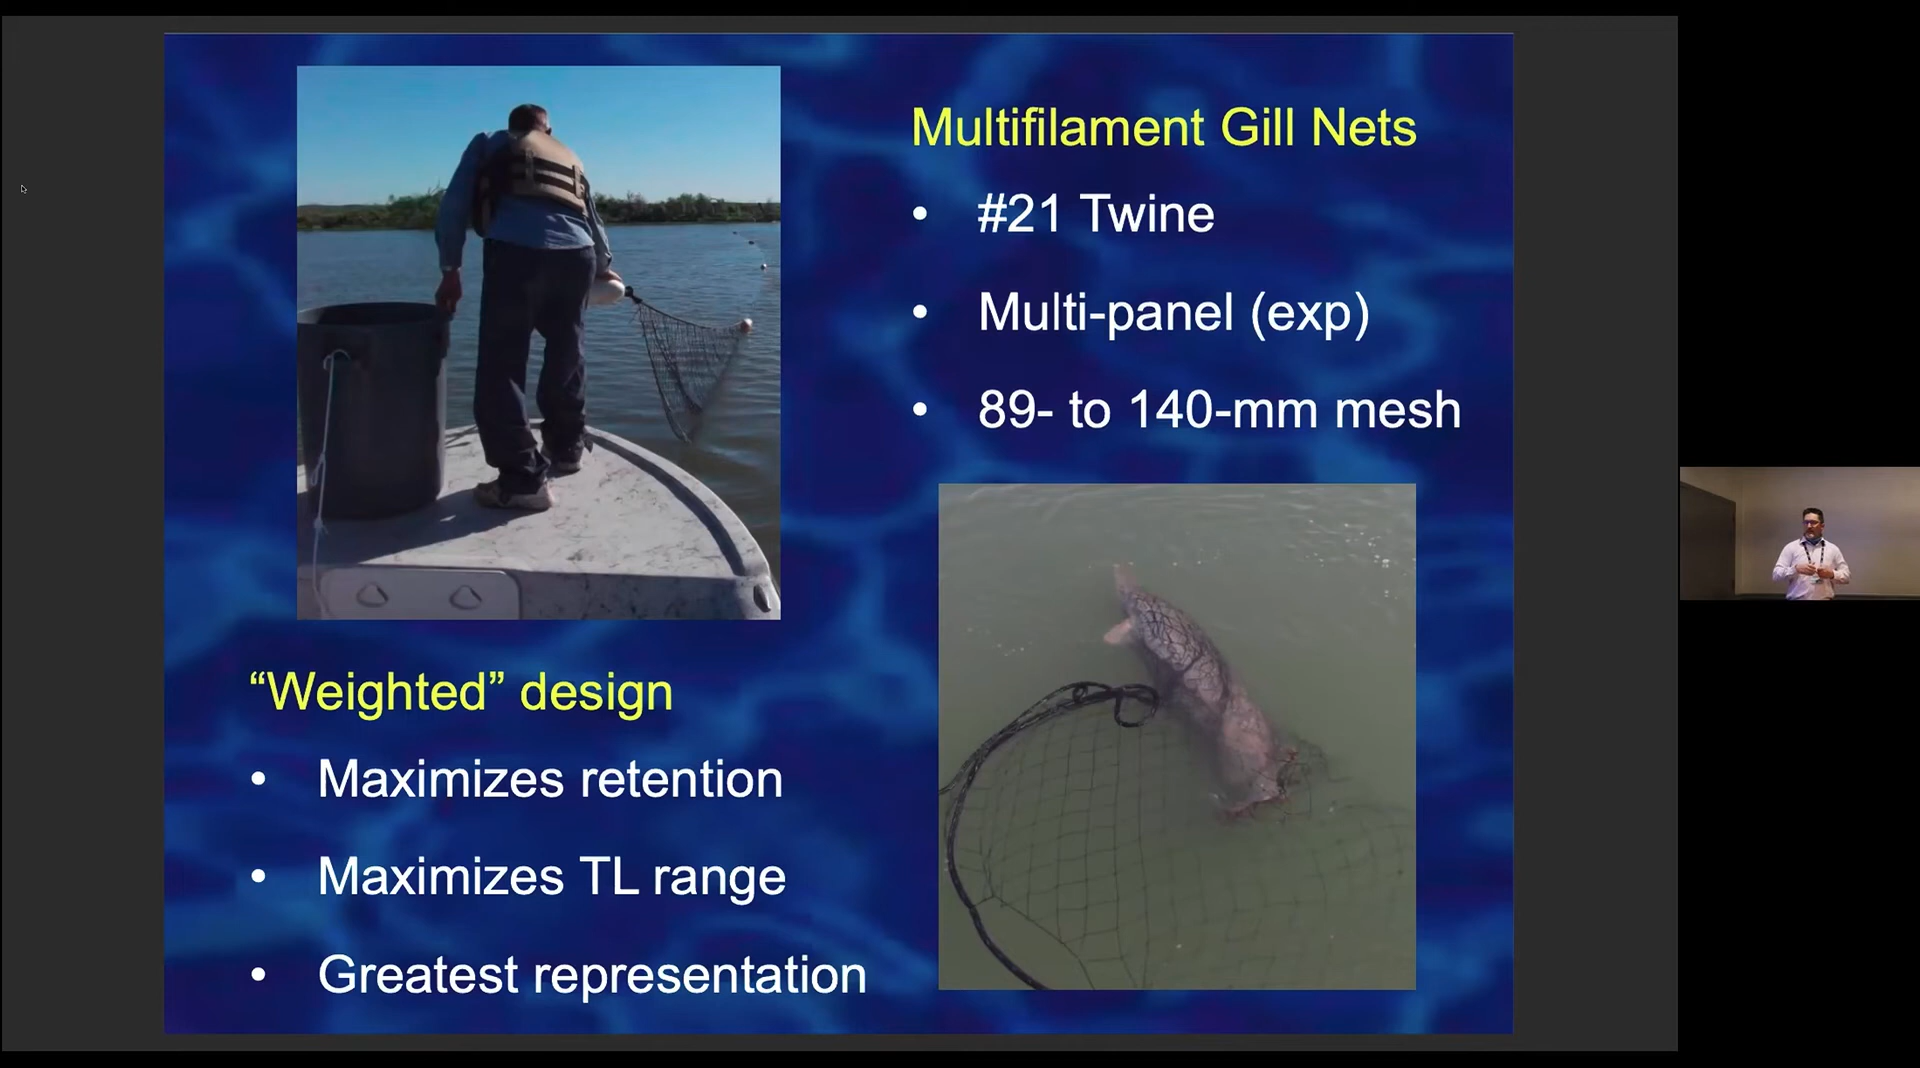 Multifilament Gill Nets
• #21 Twine
• Multi-panel (exp)
• 89- to 140-mm mesh
“Weighted” design
• Maximizes retention
• Maximizes TL range
• Greatest representation